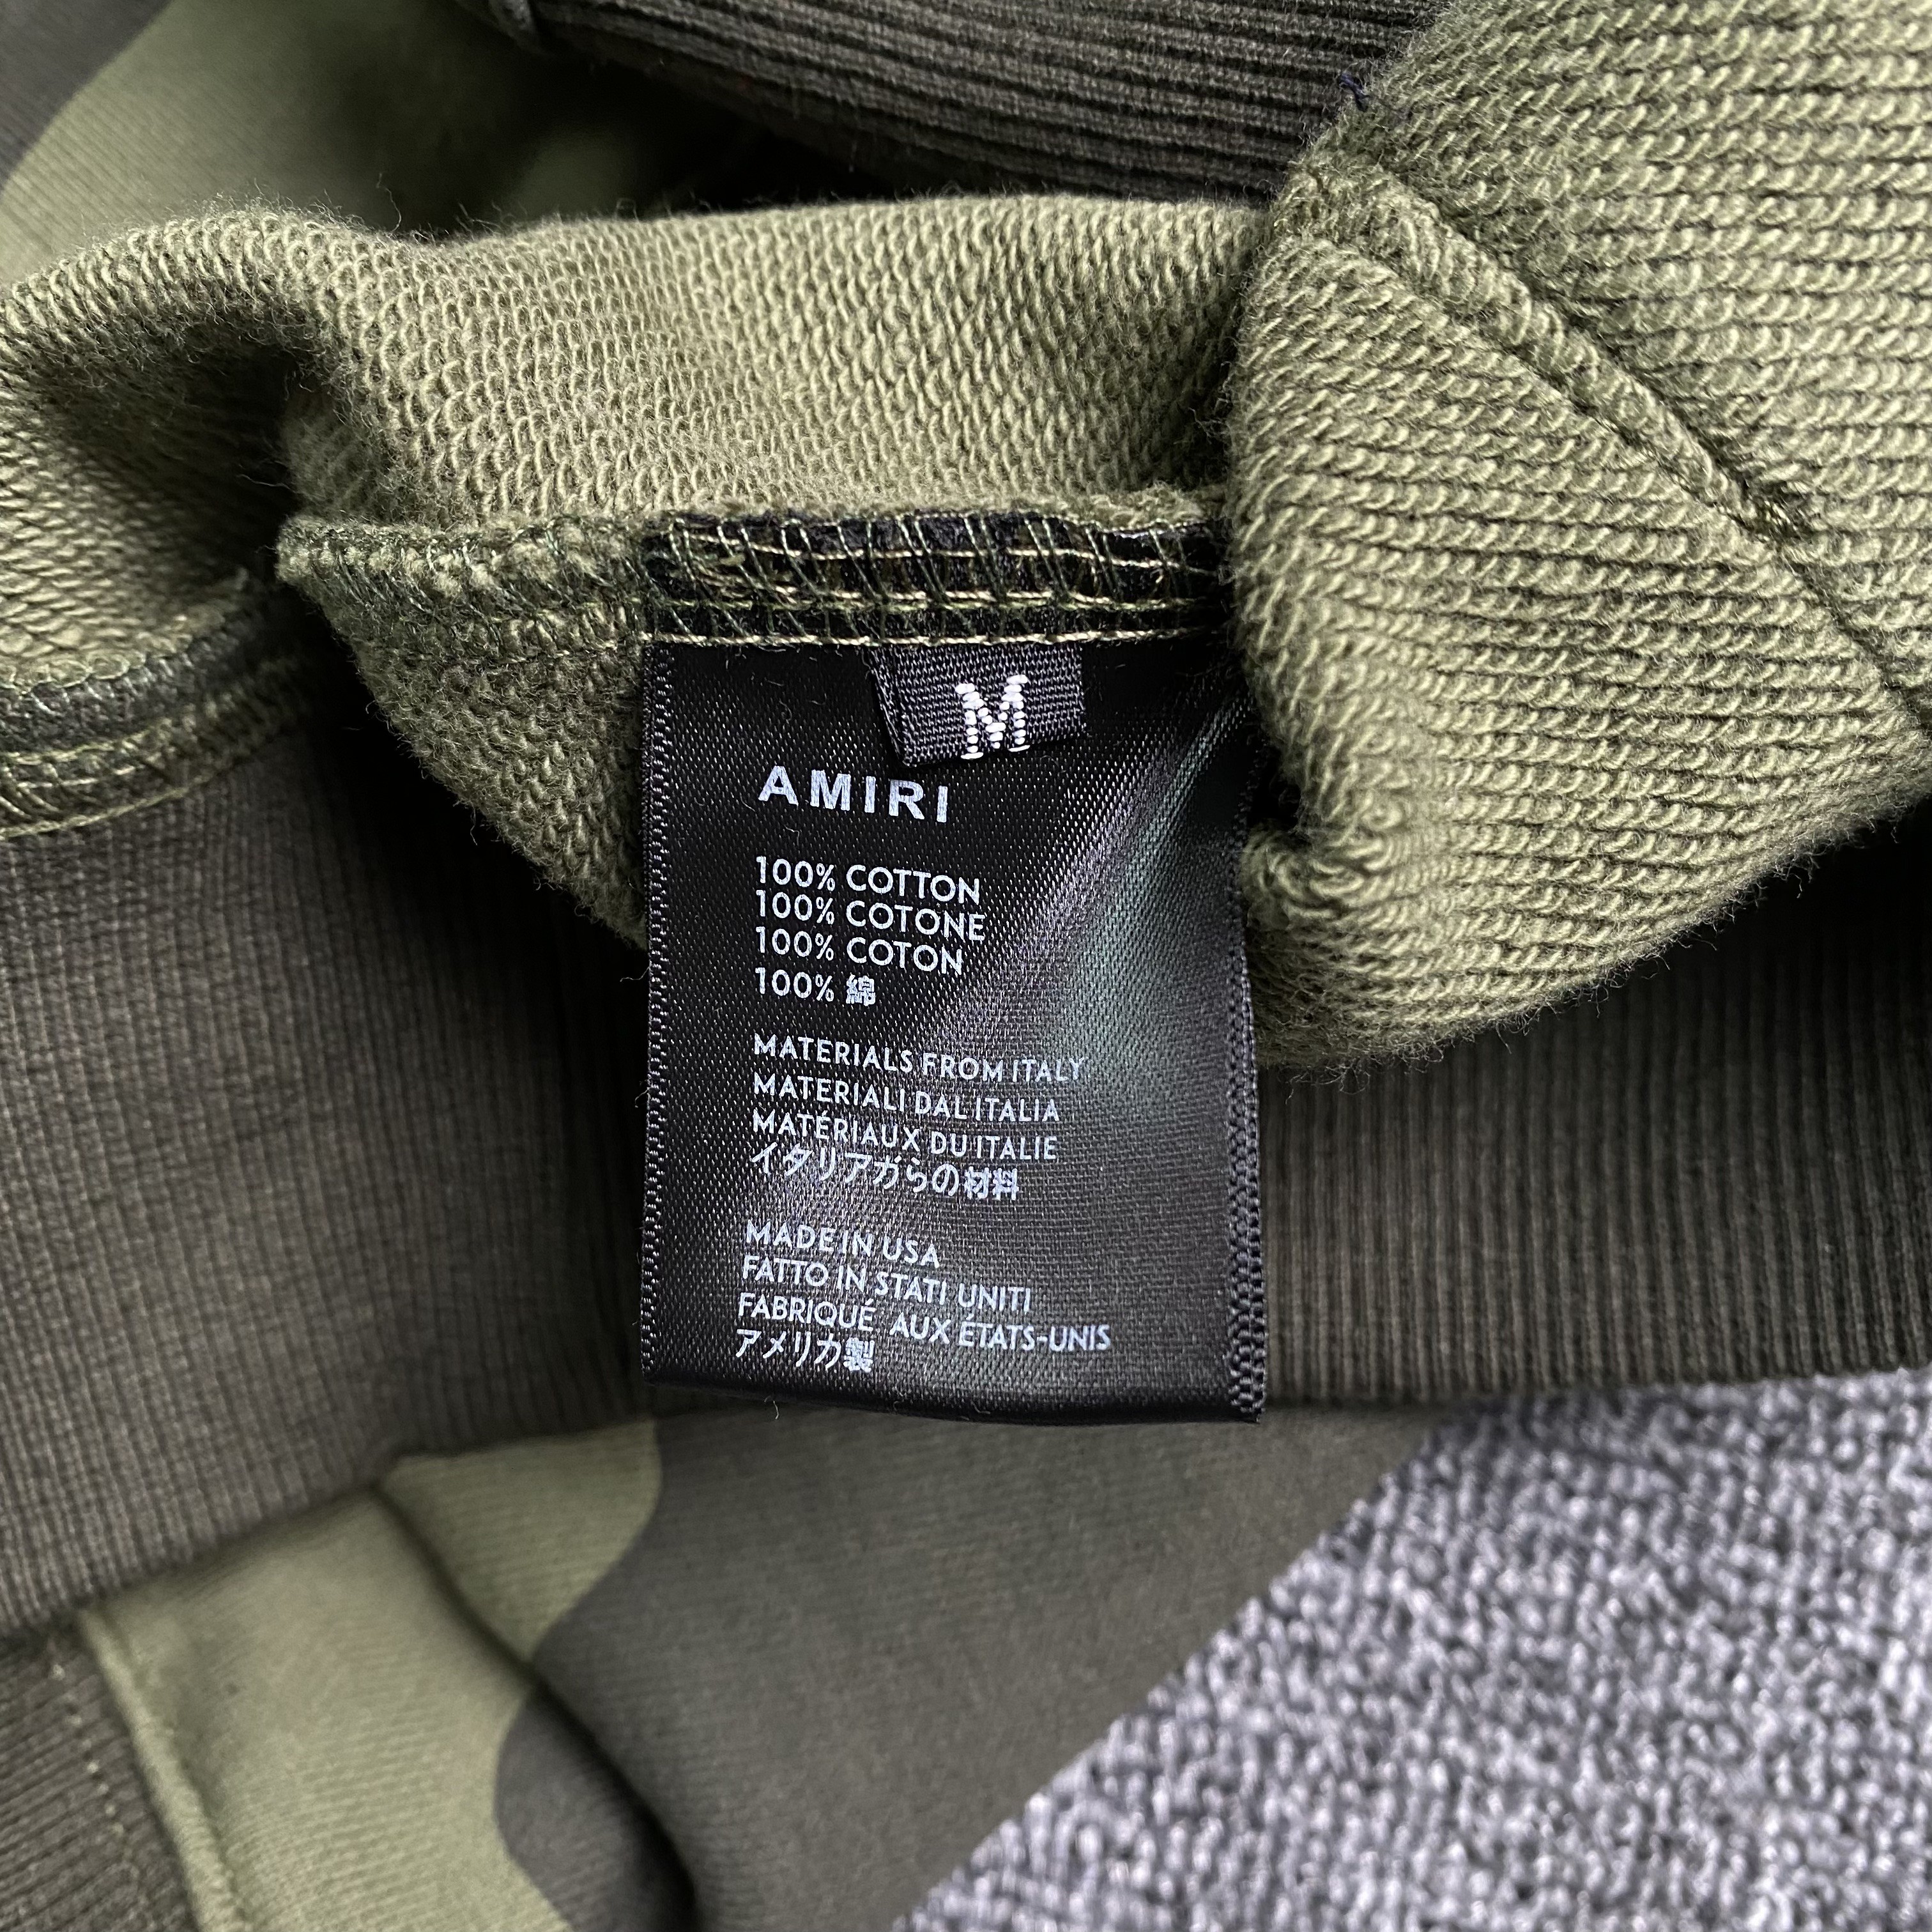 M
AMIRI
100% COTTON
100% COTONE
100% COTON
100% 綿
MATERIALS FROM ITALY
MATERIALI DAL ITALIA
MATÉRIAUX DU ITALIE
イタリアガらの材料
MADE IN USA
FATTO IN STATI UNITI
FABRIQUÉ AUX ÉTATS-UNIS
アメリカ製